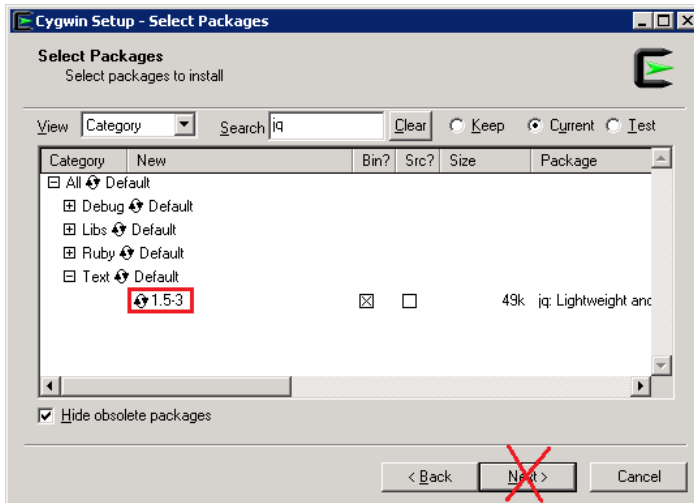 Cygwin Setup - Select Packages
Select Packages
Select packages to install
View Category Search jq Clear Keep Current Test
Category New Bin? Src? Size Package
All Default
Debug Default
Libs Default
Ruby Default
Text Default
1.5-3 49k jq: Lightweight and
Hide obsolete packages
< Back Next > Cancel